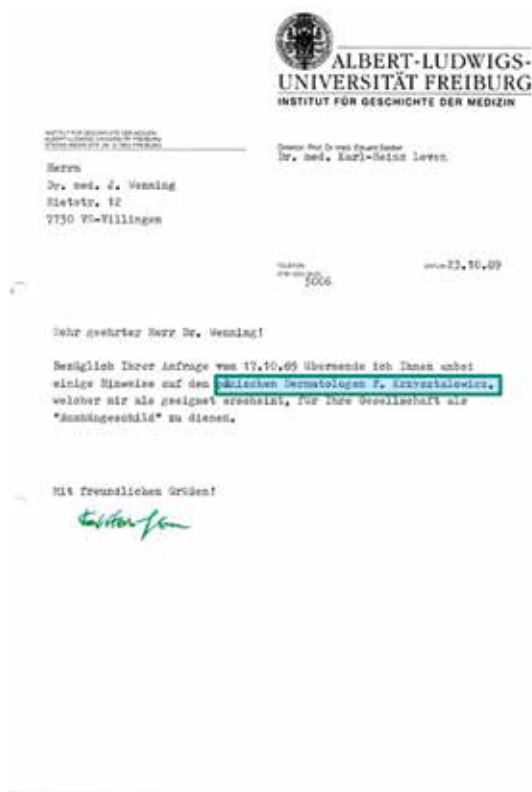 ALBERT-LUDWIGS-
UNIVERSITÄT FREIBURG
INSTITUT FÜR GESCHICHTE DER MEDIZIN
Dr. med. Karl-Heinz Leven
Herrn
Dr. med. J. Wenning
Rietstr. 12
7730 VS-Villingen
23.10.89
5006
Sehr geehrter Herr Dr. Wenning!
Bezüglich Ihrer Anfrage vom 17.10.89 übersende ich Ihnen anbei
einige Hinweise auf den Dermatologen F. Krzysztalowicz,
welcher mir als geeignet erscheint, für Ihre Gesellschaft als
"Aushängeschild" zu dienen.
Mit freundlichen Grüßen!